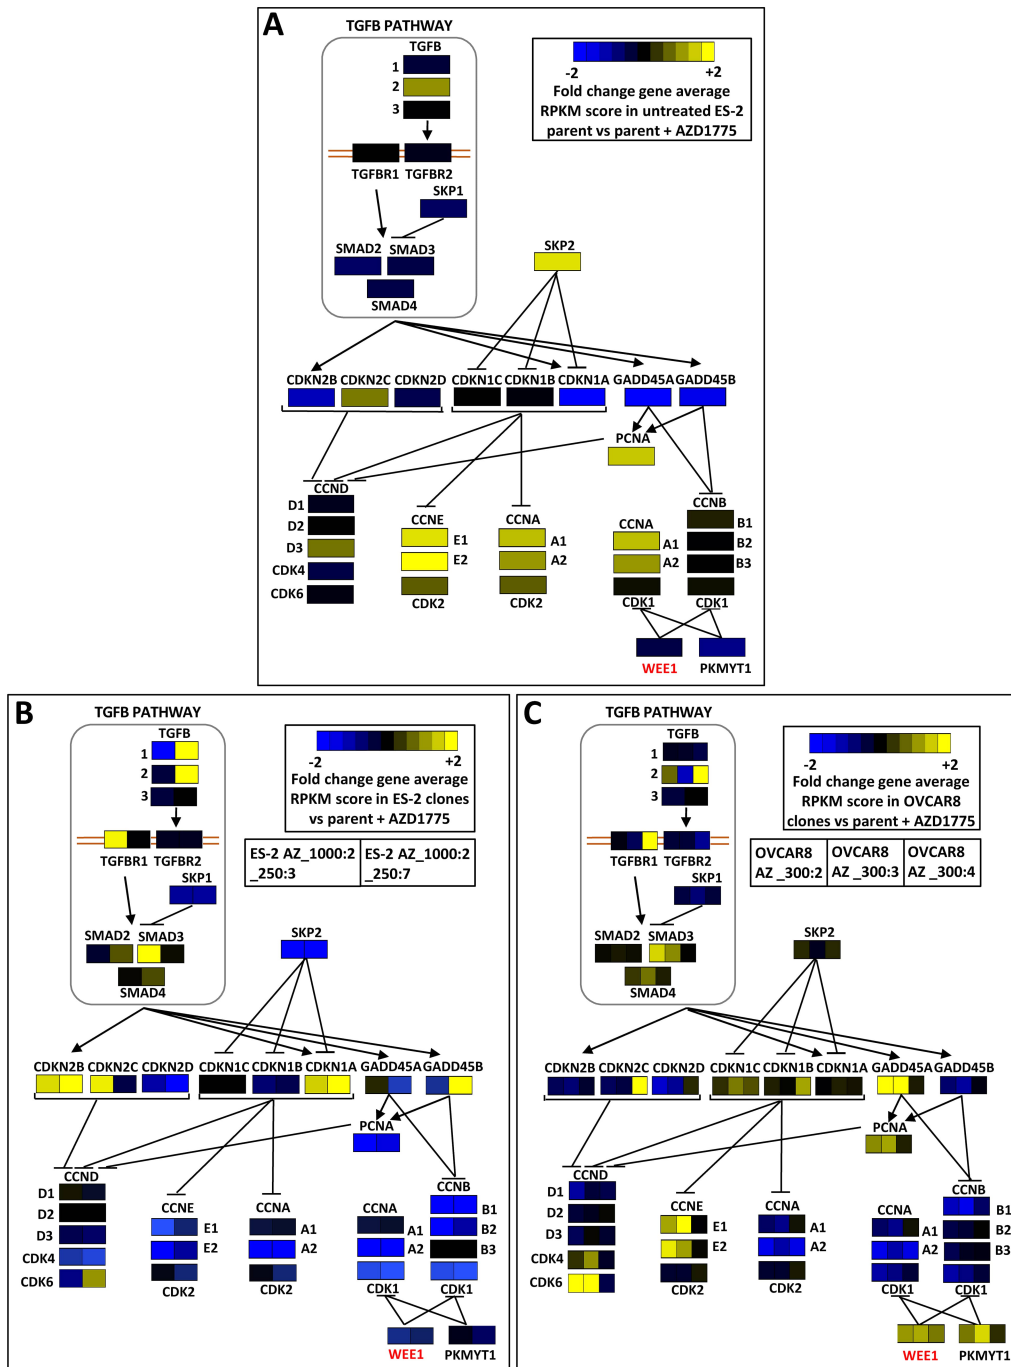 A
TGFB PATHWAY
TGFB
1
2
3
-2 +2
Fold change gene average
RPKM score in untreated ES-2
parent vs parent + AZD1775
TGFBR1 TGFBR2
SKP1
SMAD2 SMAD3
SMAD4
SKP2
CDKN2B CDKN2C CDKN2D CDKN1C CDKN1B CDKN1A GADD45A GADD45B
PCNA
CCND
D1
D2
D3
CDK4
CDK6
CCNE
E1
E2
CDK2
CCNA
A1
A2
CDK2
CCNA
A1
A2
CDK1
CCNB
B1
B2
B3
CDK1
WEE1 PKMYT1
B
TGFB PATHWAY
TGFB
1
2
3
-2 +2
Fold change gene average
RPKM score in ES-2 clones
vs parent + AZD1775
ES-2 AZ_1000:2
_250:3
ES-2 AZ_1000:2
_250:7
TGFBR1 TGFBR2
SKP1
SMAD2 SMAD3
SMAD4
SKP2
CDKN2B CDKN2C CDKN2D CDKN1C CDKN1B CDKN1A GADD45A GADD45B
PCNA
CCND
D1
D2
D3
CDK4
CDK6
CCNE
E1
E2
CDK2
CCNA
A1
A2
CDK2
CCNA
A1
A2
CDK1
CCNB
B1
B2
B3
CDK1
WEE1 PKMYT1
C
TGFB PATHWAY
TGFB
1
2
3
-2 +2
Fold change gene average
RPKM score in OVCAR8
clones vs parent + AZD1775
OVCAR8
AZ _300:2
OVCAR8
AZ _300:3
OVCAR8
AZ _300:4
TGFBR1 TGFBR2
SKP1
SMAD2 SMAD3
SMAD4
SKP2
CDKN2B CDKN2C CDKN2D CDKN1C CDKN1B CDKN1A GADD45A GADD45B
PCNA
CCND
D1
D2
D3
CDK4
CDK6
CCNE
E1
E2
CDK2
CCNA
A1
A2
CDK2
CCNA
A1
A2
CDK1
CCNB
B1
B2
B3
CDK1
WEE1 PKMYT1